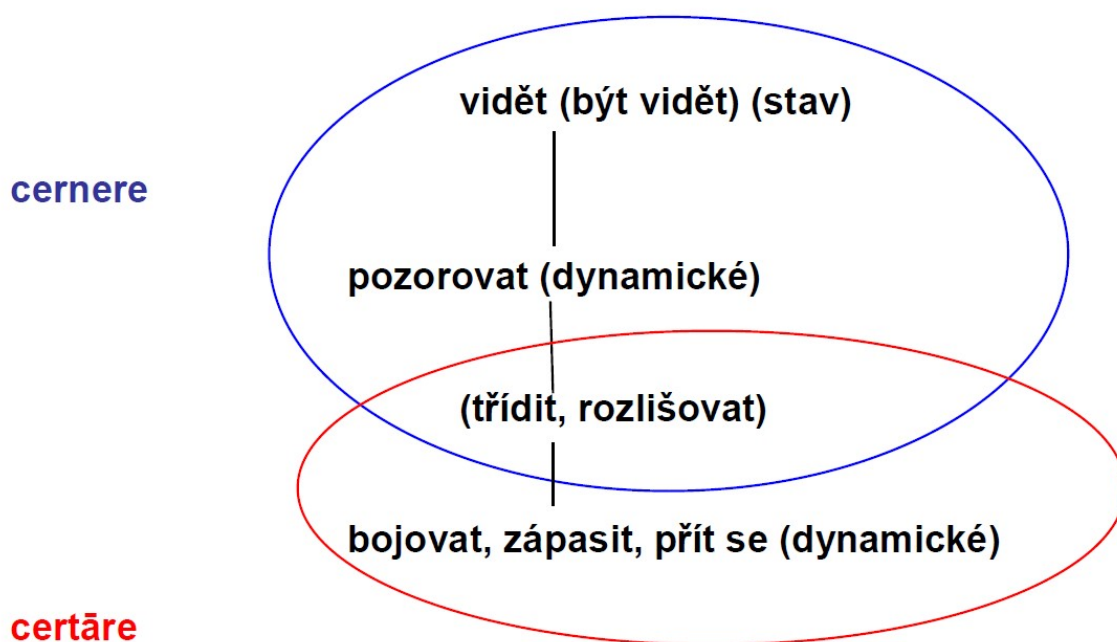 vidět (být vidět) (stav)
cernere
pozorovat (dynamické)
(třídit, rozlišovat)
bojovat, zápasit, přít se (dynamické)
certāre